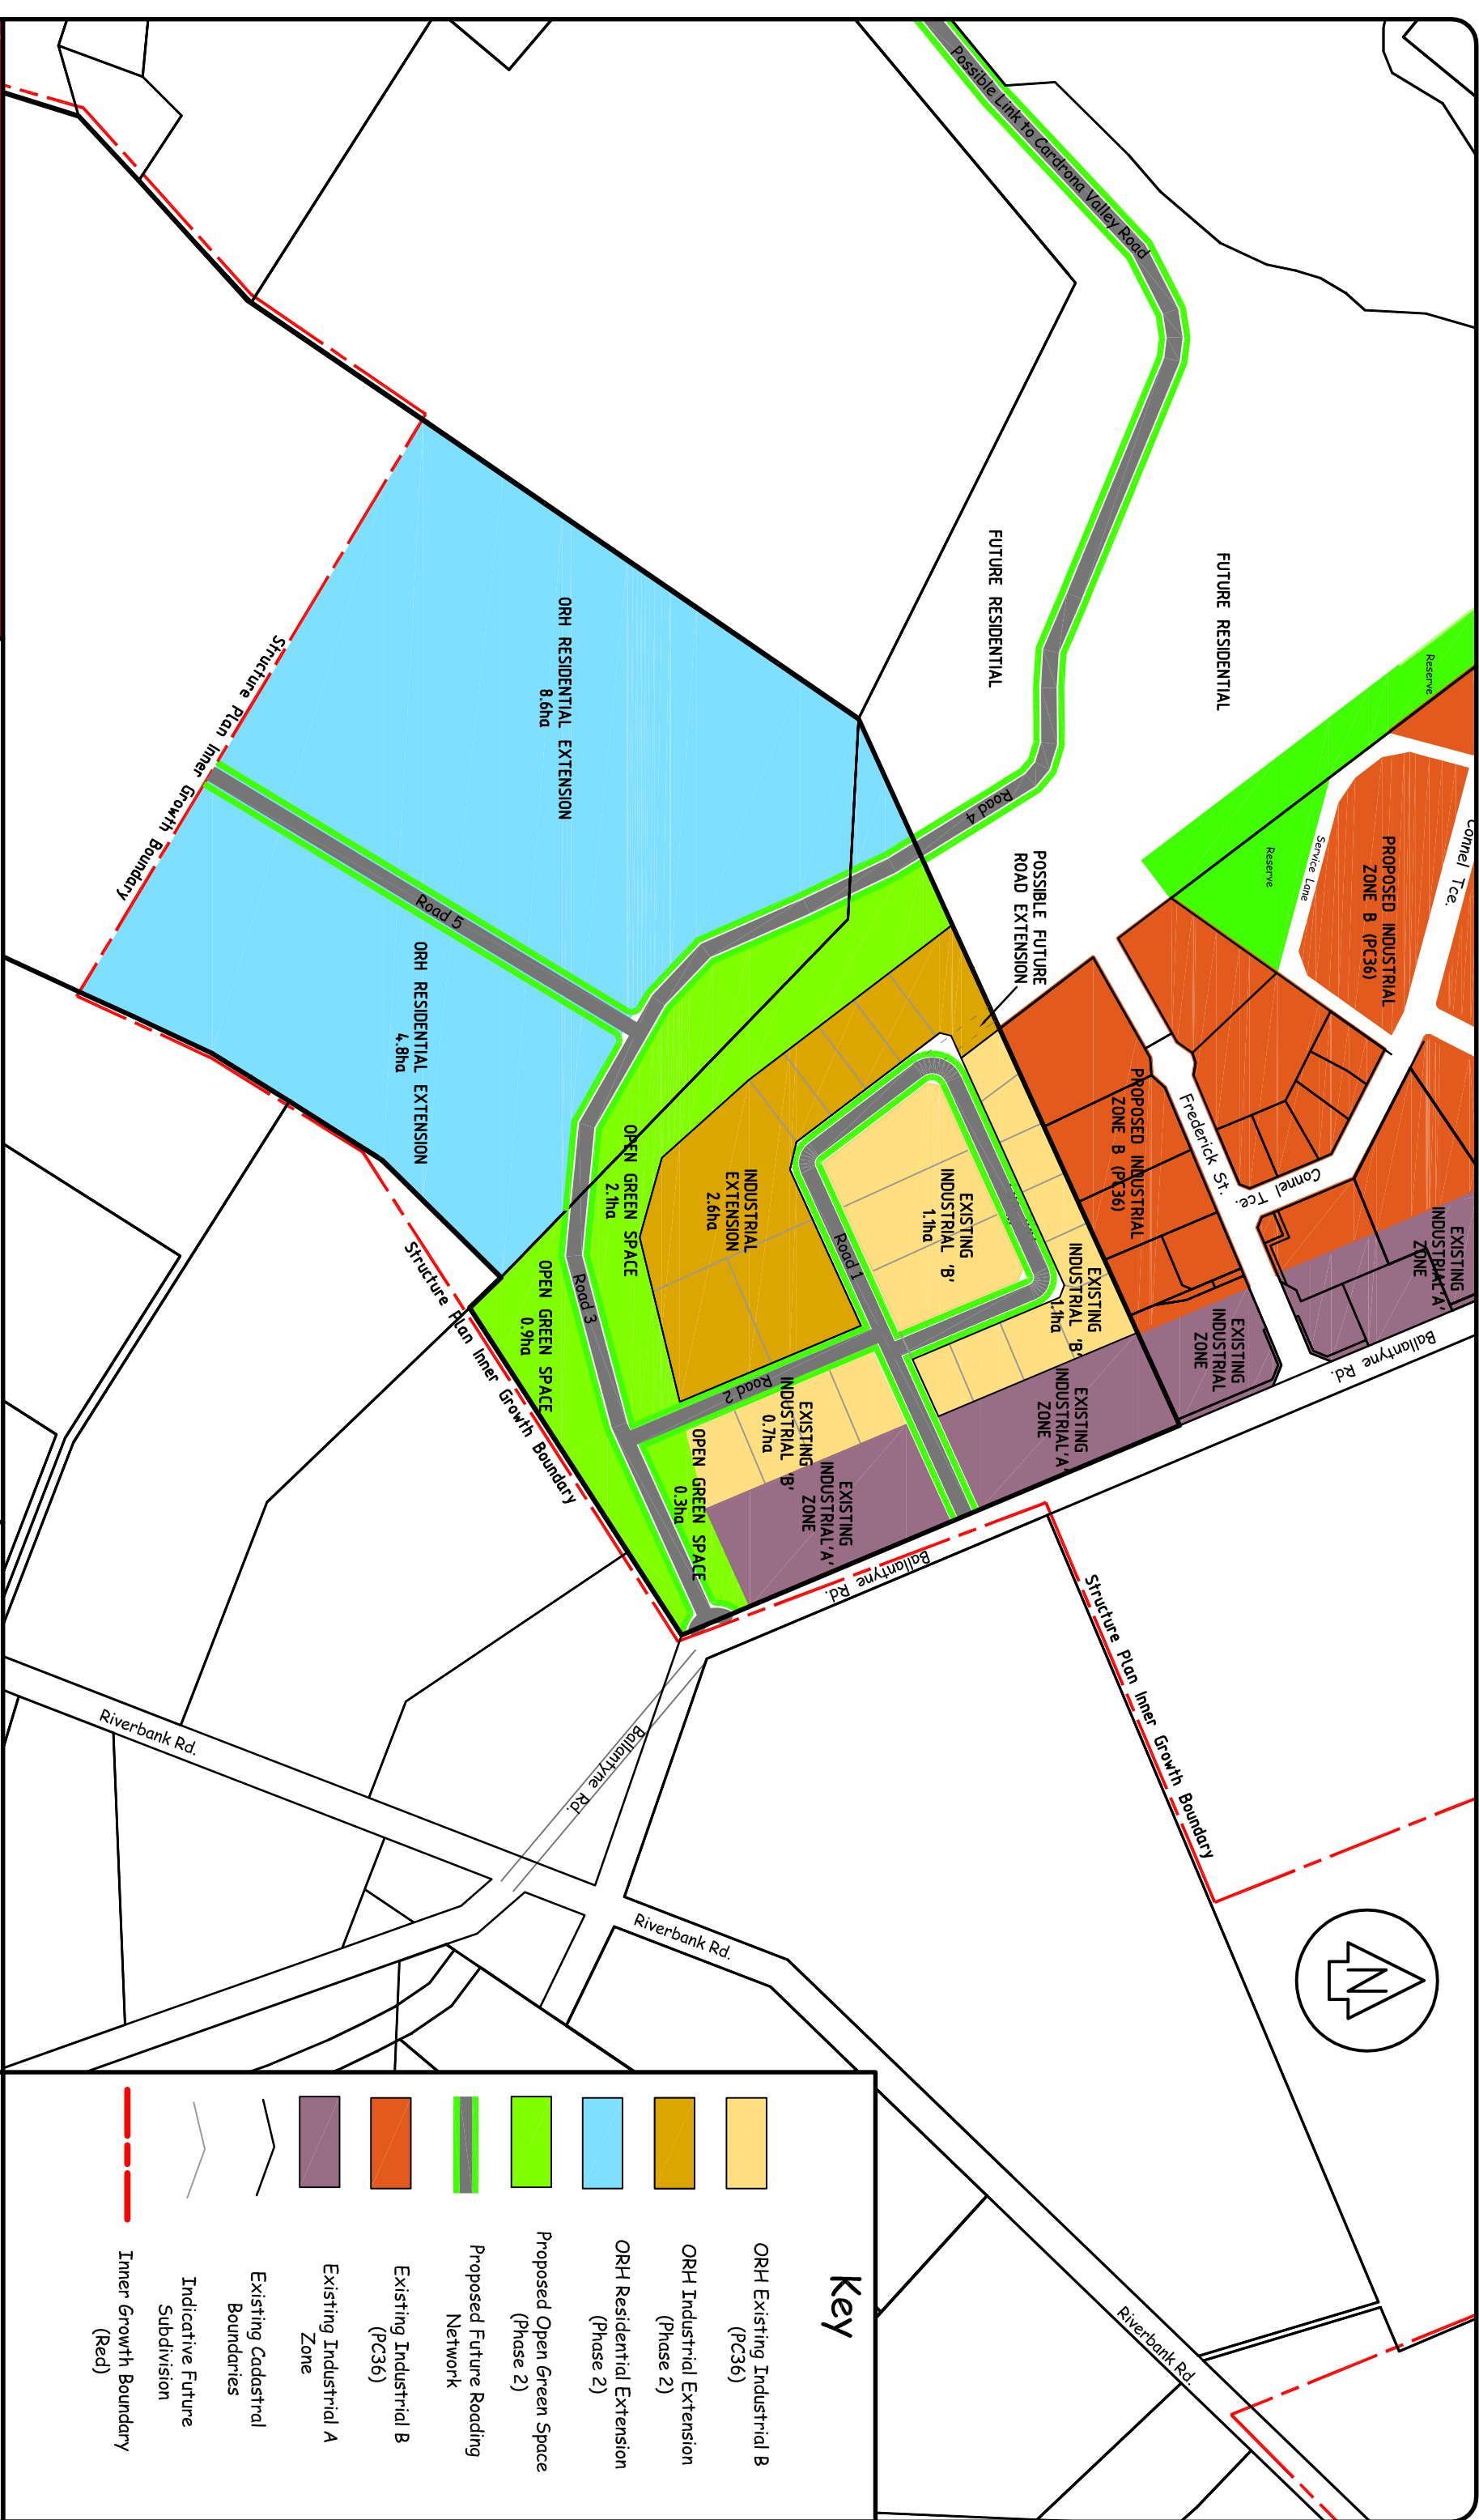 Possible Link to Cardrona Valley Road
FUTURE RESIDENTIAL
FUTURE RESIDENTIAL
Reserve
Reserve
Service Lane
Connel Tce.
PROPOSED INDUSTRIAL
ZONE B (PC36)
Road 4
POSSIBLE FUTURE
ROAD EXTENSION
PROPOSED INDUSTRIAL
ZONE B (PC36)
Frederick St.
Connel Tce.
EXISTING
INDUSTRIAL'A'
ZONE
EXISTING
INDUSTRIAL
ZONE
Ballantyne Rd.
ORH RESIDENTIAL EXTENSION
8.6ha
Structure Plan Inner Growth Boundary
Road 5
ORH RESIDENTIAL EXTENSION
4.8ha
OPEN GREEN SPACE
2.1ha
INDUSTRIAL
EXTENSION
2.6ha
EXISTING
INDUSTRIAL 'B'
1.1ha
Road 1
EXISTING
INDUSTRIAL 'B'
1.1ha
EXISTING
INDUSTRIAL'A'
ZONE
Road 3
OPEN GREEN SPACE
0.9ha
Road 2
EXISTING
INDUSTRIAL 'B'
0.7ha
EXISTING
INDUSTRIAL'A'
ZONE
OPEN GREEN SPACE
0.3ha
Structure Plan Inner Growth Boundary
Ballantyne Rd.
Structure Plan Inner Growth Boundary
Ballantyne Rd.
Riverbank Rd.
Riverbank Rd.
Riverbank Rd.
N
Key
ORH Existing Industrial B
(PC36)
ORH Industrial Extension
(Phase 2)
ORH Residential Extension
(Phase 2)
Proposed Open Green Space
(Phase 2)
Proposed Future Roading
Network
Existing Industrial B
(PC36)
Existing Industrial A
Zone
Existing Cadastral
Boundaries
Indicative Future
Subdivision
Inner Growth Boundary
(Red)